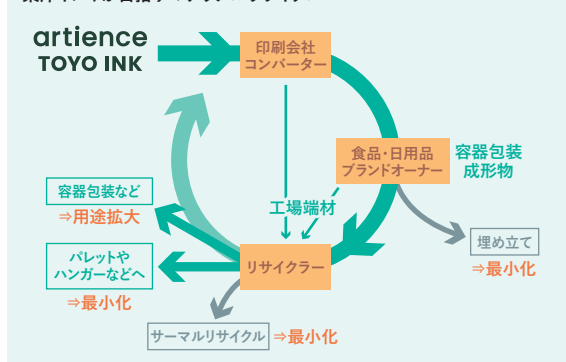 artience
TOYO INK
印刷会社
コンバーター
食品・日用品
ブランドオーナー
容器包装
成形物
容器包装など
⇒用途拡大
工場端材
埋め立て
⇒最小化
パレットや
ハンガーなどへ
⇒最小化
リサイクラー
サーマルリサイクル
⇒最小化